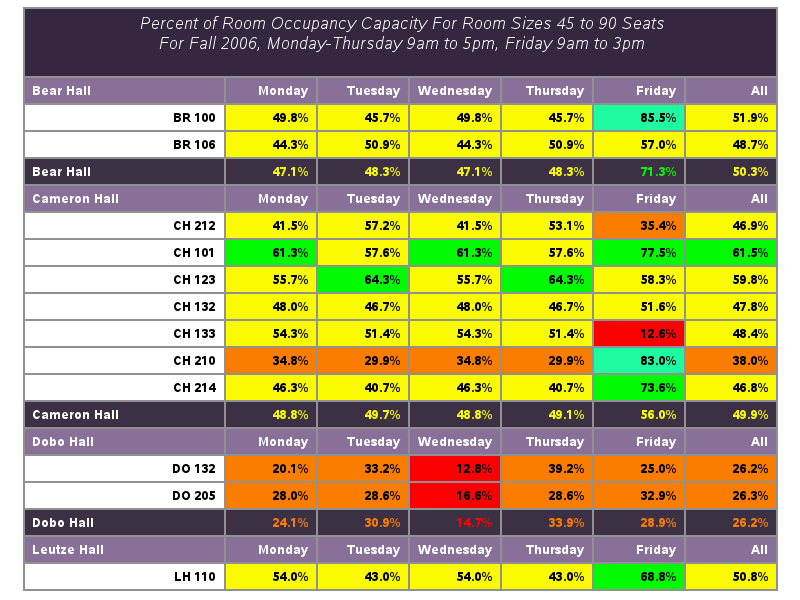 Percent of Room Occupancy Capacity For Room Sizes 45 to 90 Seats
For Fall 2006, Monday-Thursday 9am to 5pm, Friday 9am to 3pm
Bear Hall Monday Tuesday Wednesday Thursday Friday All
BR 100 49.8% 45.7% 49.8% 45.7% 85.5% 51.9%
BR 106 44.3% 50.9% 44.3% 50.9% 57.0% 48.7%
Bear Hall 47.1% 48.3% 47.1% 48.3% 71.3% 50.3%
Cameron Hall Monday Tuesday Wednesday Thursday Friday All
CH 212 41.5% 57.2% 41.5% 53.1% 35.4% 46.9%
CH 101 61.3% 57.6% 61.3% 57.6% 77.5% 61.5%
CH 123 55.7% 64.3% 55.7% 64.3% 58.3% 59.8%
CH 132 48.0% 46.7% 48.0% 46.7% 51.6% 47.8%
CH 133 54.3% 51.4% 54.3% 51.4% 12.6% 48.4%
CH 210 34.8% 29.9% 34.8% 29.9% 83.0% 38.0%
CH 214 46.3% 40.7% 46.3% 40.7% 73.6% 46.8%
Cameron Hall 48.8% 49.7% 48.8% 49.1% 56.0% 49.9%
Dobo Hall Monday Tuesday Wednesday Thursday Friday All
DO 132 20.1% 33.2% 12.8% 39.2% 25.0% 26.2%
DO 205 28.0% 28.6% 16.6% 28.6% 32.9% 26.3%
Dobo Hall 24.1% 30.9% 14.7% 33.9% 28.9% 26.2%
Leutze Hall Monday Tuesday Wednesday Thursday Friday All
LH 110 54.0% 43.0% 54.0% 43.0% 68.8% 50.8%